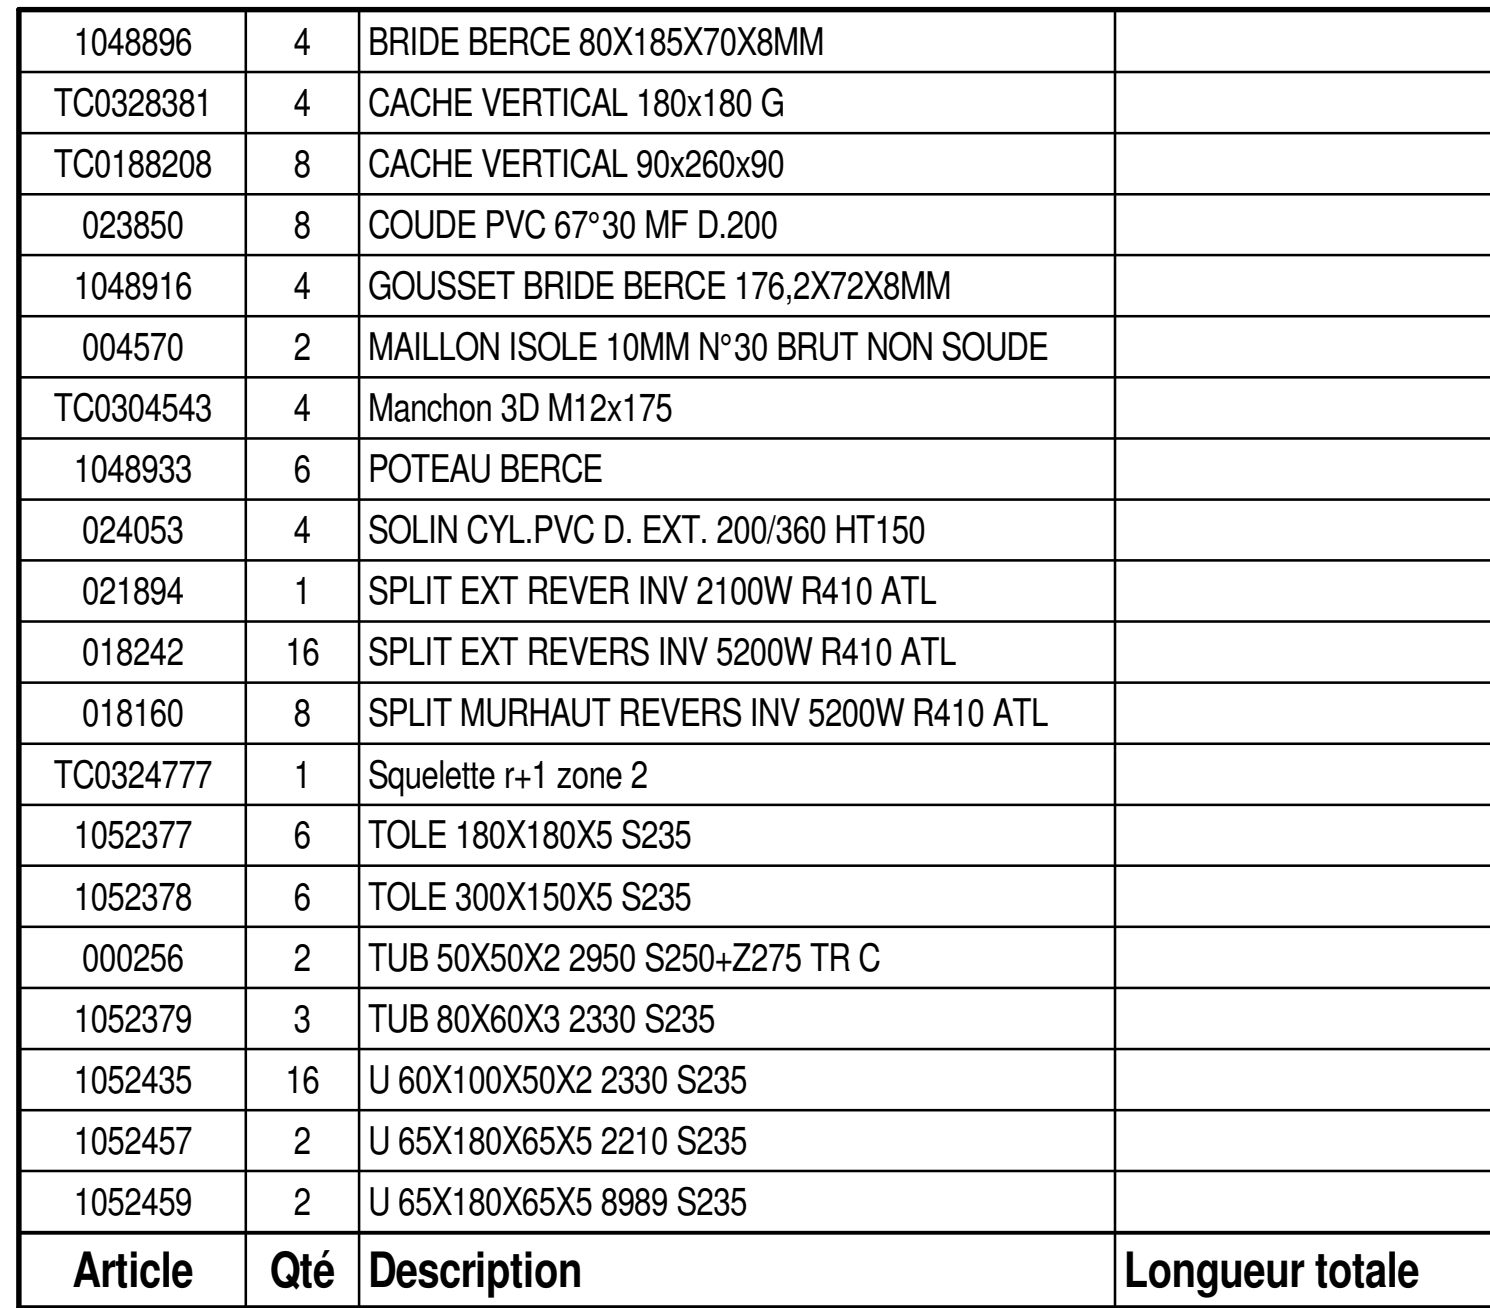 1048896 4 BRIDE BERCE 80X185X70X8MM
TC0328381 4 CACHE VERTICAL 180x180 G
TC0188208 8 CACHE VERTICAL 90x260x90
023850 8 COUDE PVC 67°30 MF D.200
1048916 4 GOUSSET BRIDE BERCE 176,2X72X8MM
004570 2 MAILLON ISOLE 10MM N°30 BRUT NON SOUDE
TC0304543 4 Manchon 3D M12x175
1048933 6 POTEAU BERCE
024053 4 SOLIN CYL.PVC D. EXT. 200/360 HT150
021894 1 SPLIT EXT REVER INV 2100W R410 ATL
018242 16 SPLIT EXT REVERS INV 5200W R410 ATL
018160 8 SPLIT MURHAUT REVERS INV 5200W R410 ATL
TC0324777 1 Squelette r+1 zone 2
1052377 6 TOLE 180X180X5 S235
1052378 6 TOLE 300X150X5 S235
000256 2 TUB 50X50X2 2950 S250+Z275 TR C
1052379 3 TUB 80X60X3 2330 S235
1052435 16 U 60X100X50X2 2330 S235
1052457 2 U 65X180X65X5 2210 S235
1052459 2 U 65X180X65X5 8989 S235
Article Qté Description Longueur totale